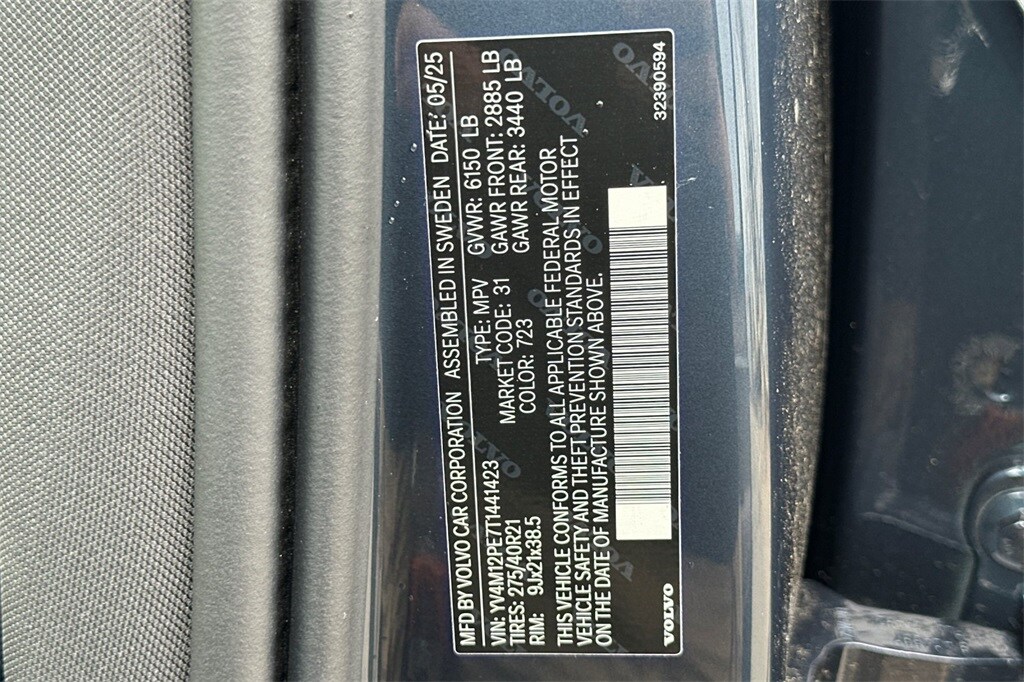 MFD BY VOLVO CAR CORPORATION ASSEMBLED IN SWEDEN DATE: 05/25
VIN: YV4M12PE7T1441423 TYPE: MPV GVWR: 6150 LB
TIRES: 275/40R21 MARKET CODE: 31 GAWR FRONT: 2885 LB
RIM: 9Jx21x38.5 COLOR: 723 GAWR REAR: 3440 LB
THIS VEHICLE CONFORMS TO ALL APPLICABLE FEDERAL MOTOR
VEHICLE SAFETY AND THEFT PREVENTION STANDARDS IN EFFECT
ON THE DATE OF MANUFACTURE SHOWN ABOVE.
VOLVO 32390594